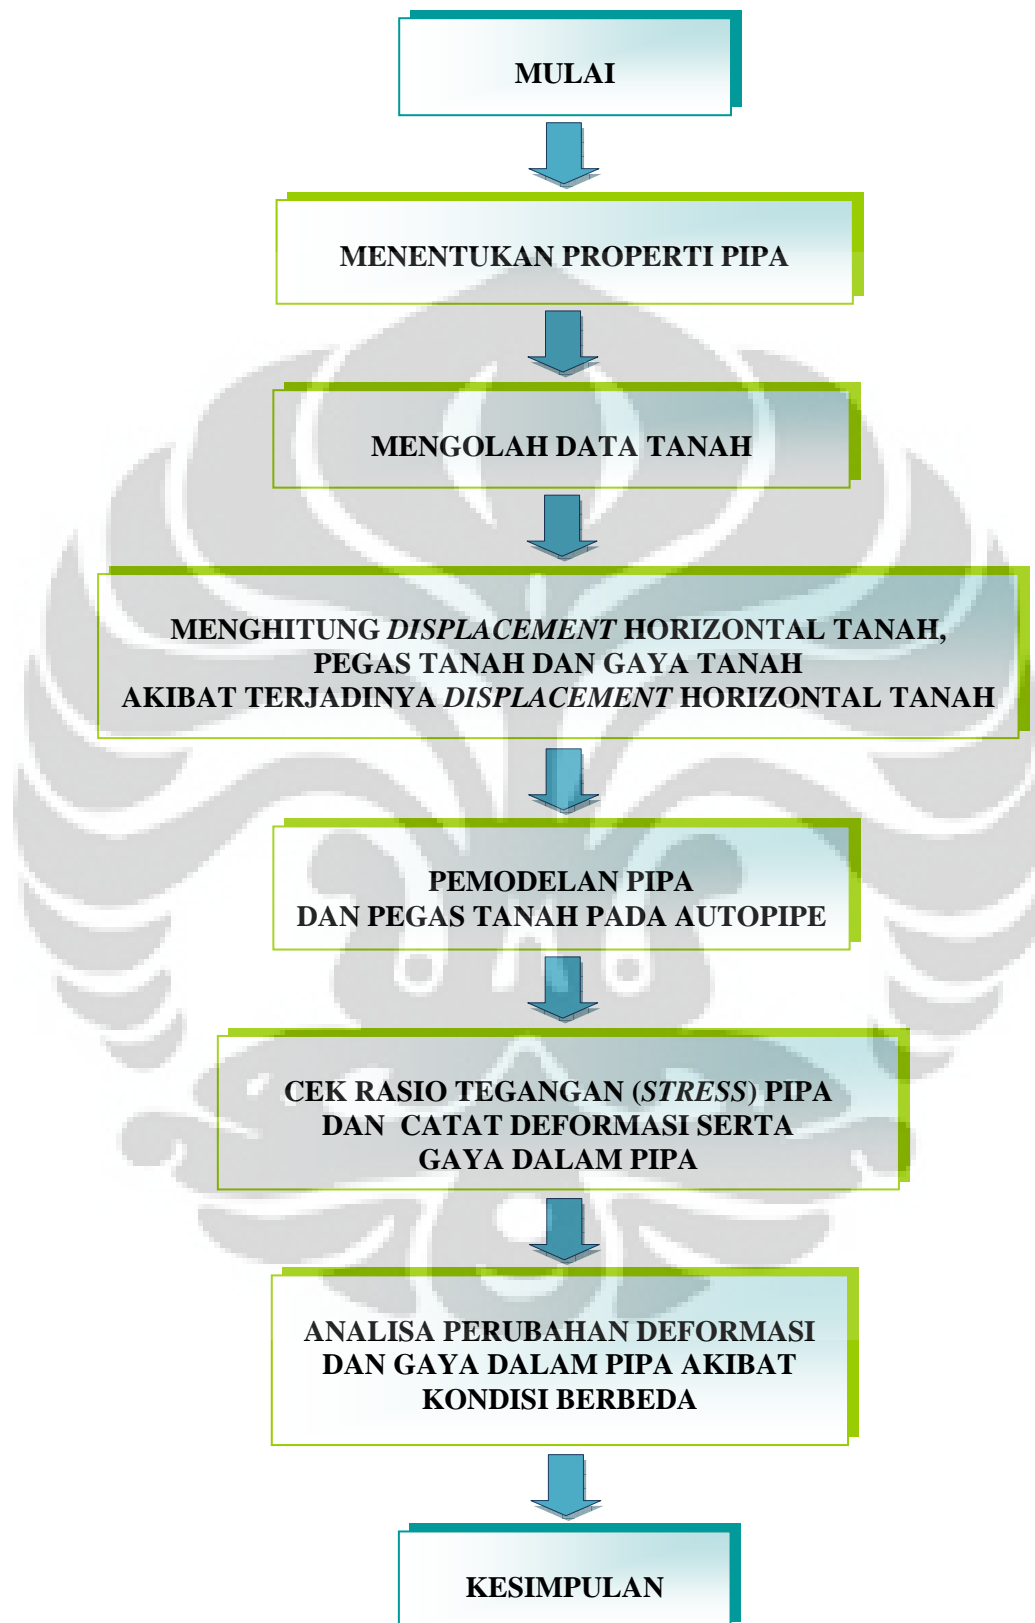 MULAI
MENENTUKAN PROPERTI PIPA
MENGOLAH DATA TANAH
MENGHITUNG DISPLACEMENT HORIZONTAL TANAH,
PEGAS TANAH DAN GAYA TANAH
AKIBAT TERJADINYA DISPLACEMENT HORIZONTAL TANAH
PEMODELAN PIPA
DAN PEGAS TANAH PADA AUTOPIPE
CEK RASIO TEGANGAN (STRESS) PIPA
DAN CATAT DEFORMASI SERTA
GAYA DALAM PIPA
ANALISA PERUBAHAN DEFORMASI
DAN GAYA DALAM PIPA AKIBAT
KONDISI BERBEDA
KESIMPULAN